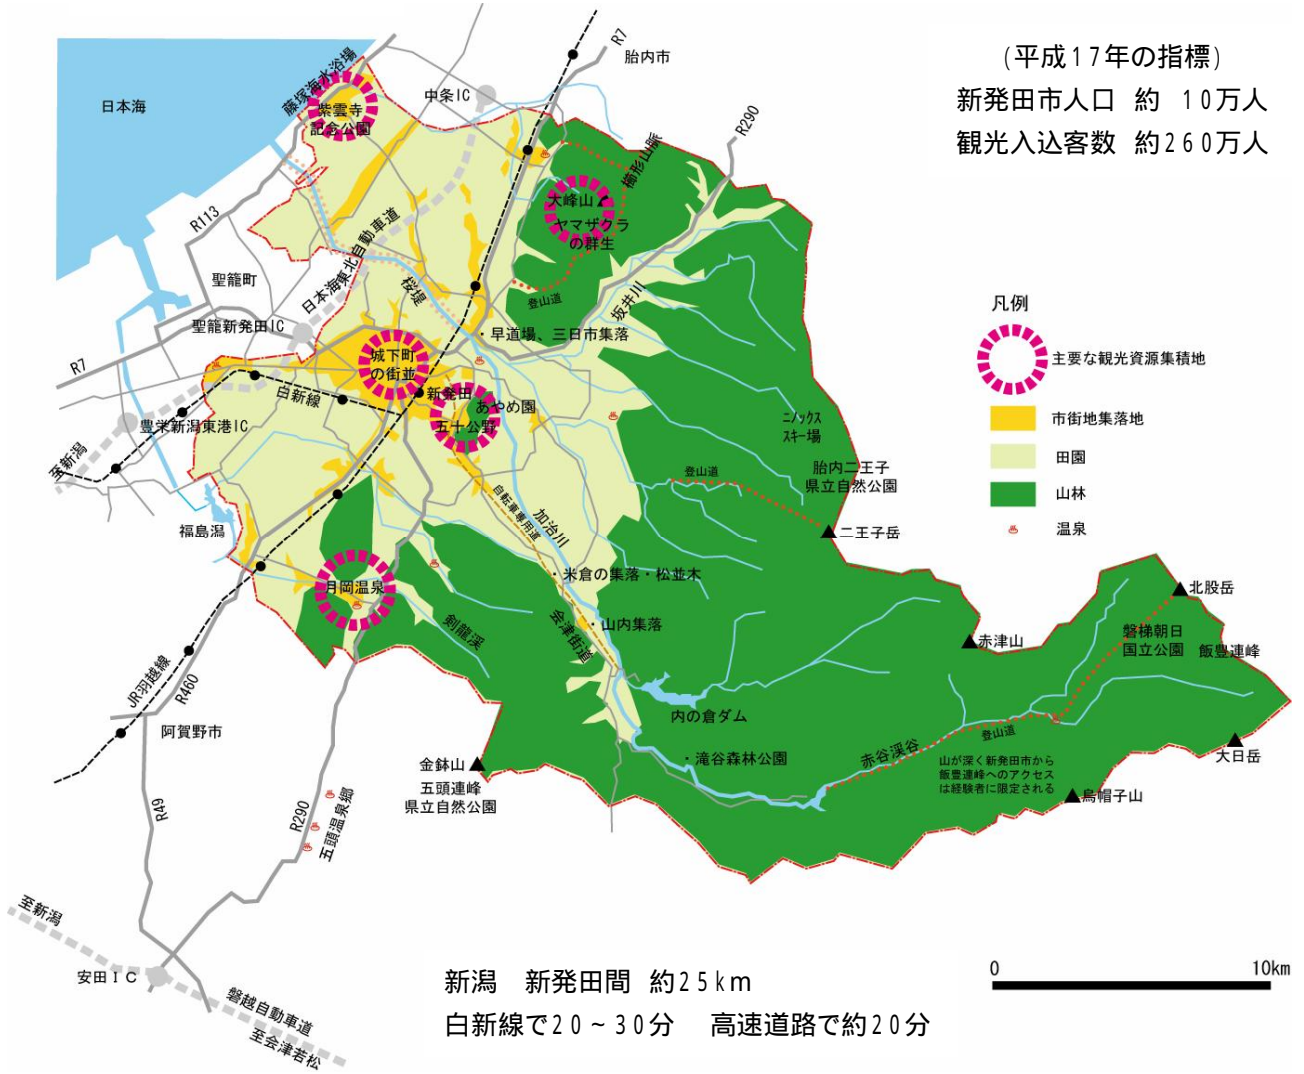 (平成17年の指標)
新発田市人口 約 10万人
観光入込客数 約260万人
日本海
藤塚海水浴場
紫雲寺
記念公園
中条IC
R7
胎内市
R290
櫛形山脈
大峰山
ヤマザクラ
の群生
登山道
坂井川
R113
聖籠町
日本海東北自動車道
桜堤
聖籠新発田IC
・早道場、三日市集落
R7
城下町
の街並
白新線
新発田
あやめ園
五十公野
豊栄新潟東港IC
至新潟
福島潟
自転車専用道
加治川
登山道
ニノックス
スキー場
胎内二王子
県立自然公園
二王子岳
凡例
主要な観光資源集積地
市街地集落地
田園
山林
温泉
月岡温泉
・米倉の集落・松並木
剣龍渓
会津街道
・山内集落
北股岳
赤津山
磐梯朝日
国立公園
飯豊連峰
JR羽越線
R460
阿賀野市
内の倉ダム
・滝谷森林公園
赤谷渓谷
登山道
大日岳
山が深く新発田市から
飯豊連峰へのアクセス
は経験者に限定される
烏帽子山
金鉢山
五頭連峰
県立自然公園
R49
R290
五頭温泉郷
至新潟
安田IC
磐越自動車道
至会津若松
新潟 新発田間 約25km
白新線で20~30分 高速道路で約20分
0 10km